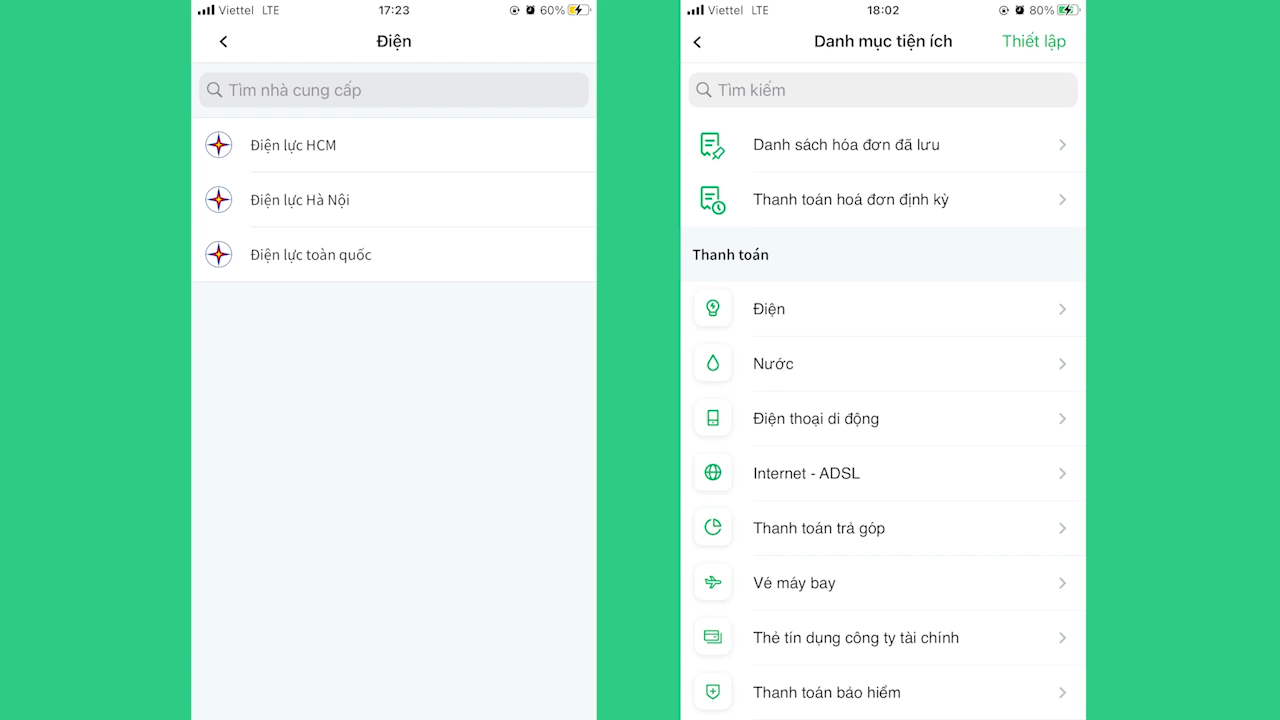 Viettel LTE 17:23 60%
Điện
Tìm nhà cung cấp
Điện lực HCM
Điện lực Hà Nội
Điện lực toàn quốc
Viettel LTE 18:02 80%
Danh mục tiện ích Thiết lập
Tìm kiếm
Danh sách hóa đơn đã lưu
Thanh toán hoá đơn định kỳ
Thanh toán
Điện
Nước
Điện thoại di động
Internet - ADSL
Thanh toán trả góp
Vé máy bay
Thẻ tín dụng công ty tài chính
Thanh toán bảo hiểm